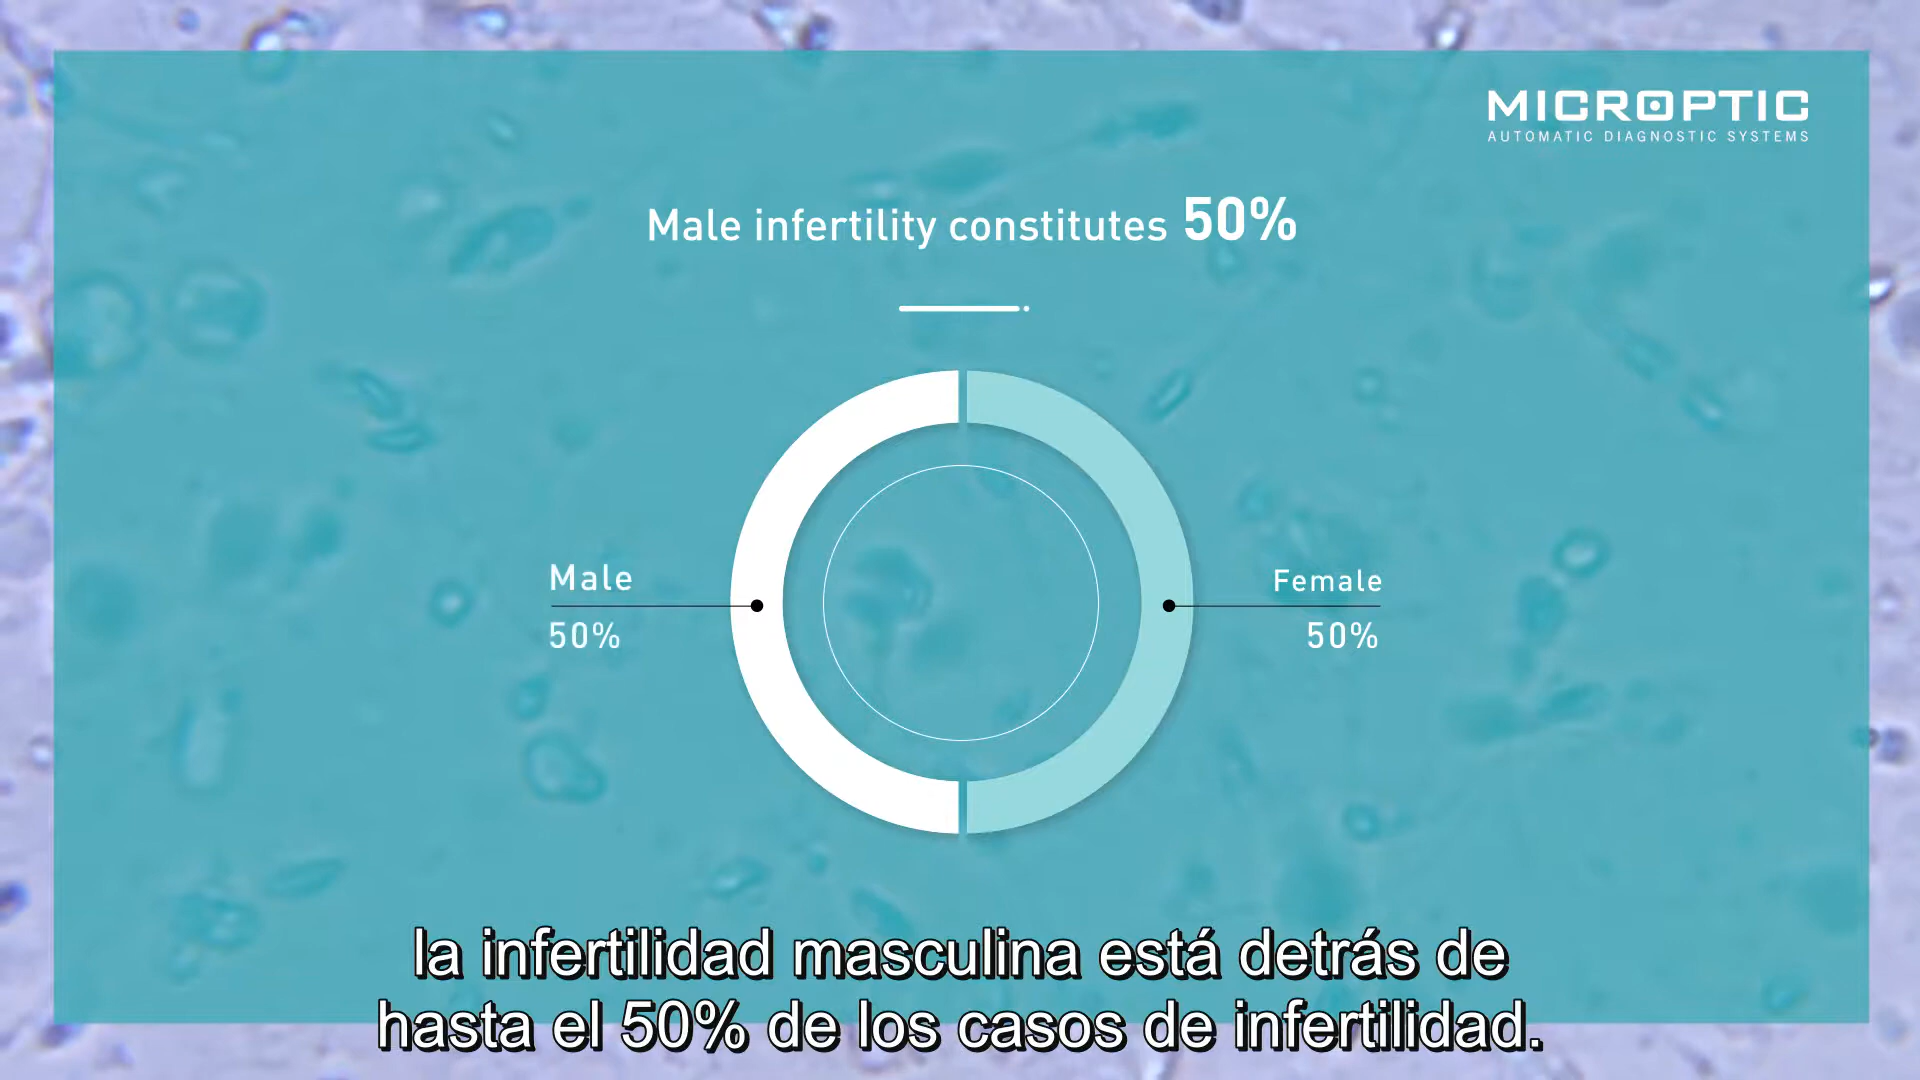 MICROPTIC
AUTOMATIC DIAGNOSTIC SYSTEMS
Male infertility constitutes 50%
Male
50%
Female
50%
la infertilidad masculina está detrás de
hasta el 50% de los casos de infertilidad.